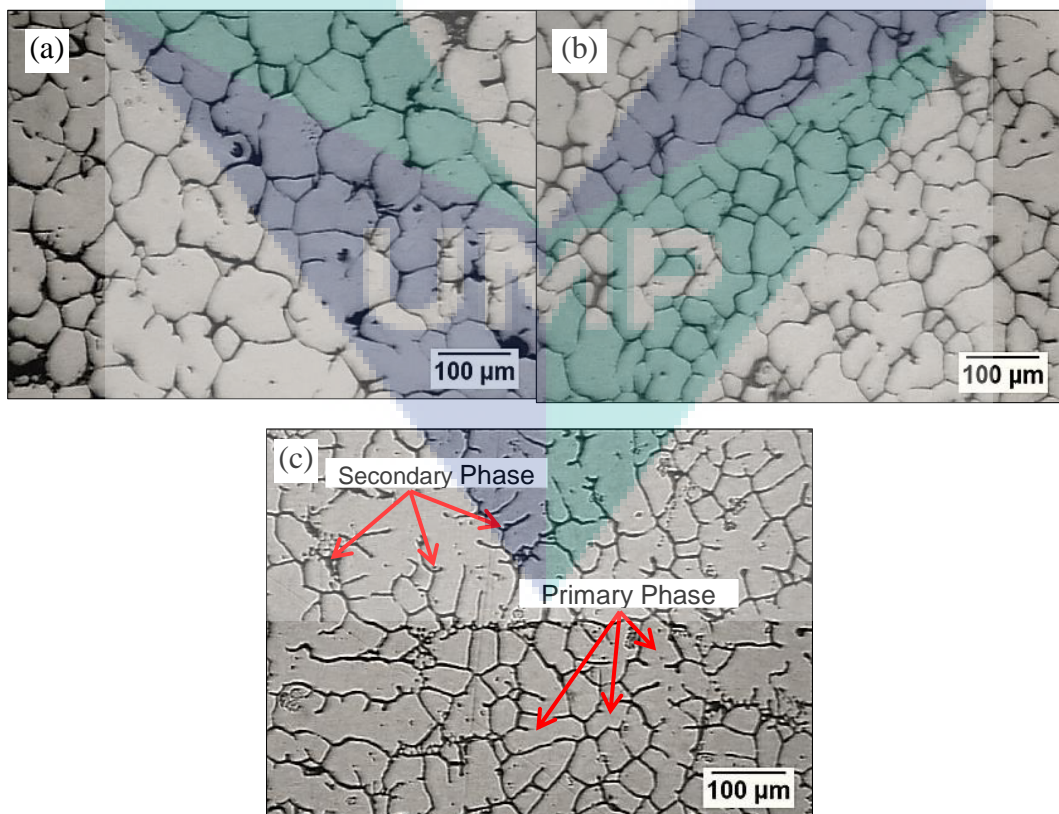 (a)
(b)
UMP
100 µm
100 µm
(c)
Secondary Phase
Primary Phase
100 µm